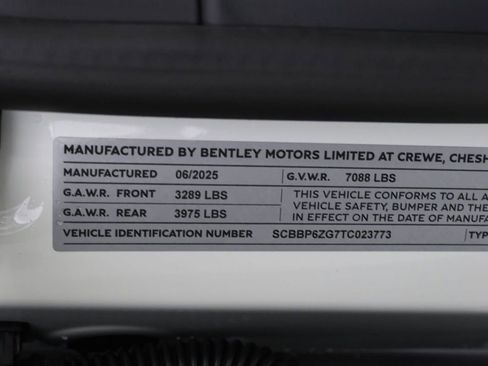 MANUFACTURED BY BENTLEY MOTORS LIMITED AT CREWE, CHESH
MANUFACTURED 06/2025 G.V.W.R. 7088 LBS
G.A.W.R. FRONT 3289 LBS THIS VEHICLE CONFORMS TO ALL A
VEHICLE SAFETY, BUMPER AND THE
G.A.W.R. REAR 3975 LBS IN EFFECT ON THE DATE OF MANUFA
VEHICLE IDENTIFICATION NUMBER SCBBP6ZG7TC023773 TYP